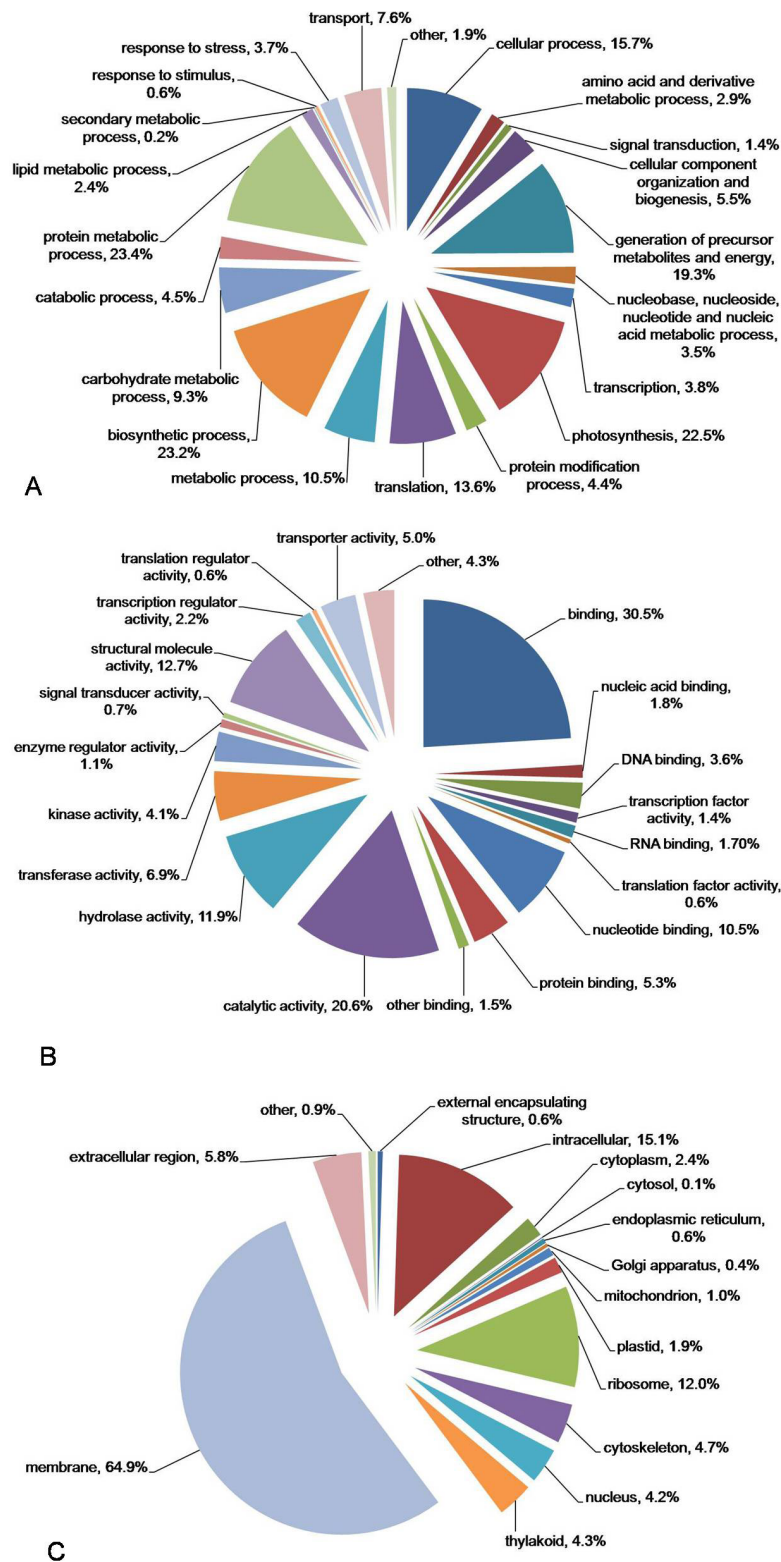 transport, 7.6%
other, 1.9%
response to stress, 3.7%
cellular process, 15.7%
response to stimulus,
0.6%
amino acid and derivative
metabolic process, 2.9%
secondary metabolic
process, 0.2%
signal transduction, 1.4%
lipid metabolic process,
2.4%
cellular component
organization and
biogenesis, 5.5%
protein metabolic
process, 23.4%
generation of precursor
metabolites and energy,
19.3%
catabolic process, 4.5%
nucleobase, nucleoside,
nucleotide and nucleic
acid metabolic process,
3.5%
carbohydrate metabolic
process, 9.3%
transcription, 3.8%
biosynthetic process,
23.2%
photosynthesis, 22.5%
metabolic process, 10.5%
translation, 13.6%
protein modification
process, 4.4%
A
transporter activity, 5.0%
translation regulator
activity, 0.6%
other, 4.3%
transcription regulator
activity, 2.2%
binding, 30.5%
structural molecule
activity, 12.7%
nucleic acid binding,
1.8%
signal transducer activity,
0.7%
DNA binding, 3.6%
enzyme regulator activity,
1.1%
transcription factor
activity, 1.4%
kinase activity, 4.1%
RNA binding, 1.70%
transferase activity, 6.9%
translation factor activity,
0.6%
hydrolase activity, 11.9%
nucleotide binding, 10.5%
protein binding, 5.3%
catalytic activity, 20.6%
other binding, 1.5%
B
other, 0.9%
external encapsulating
structure, 0.6%
extracellular region, 5.8%
intracellular, 15.1%
cytoplasm, 2.4%
cytosol, 0.1%
endoplasmic reticulum,
0.6%
Golgi apparatus, 0.4%
mitochondrion, 1.0%
plastid, 1.9%
ribosome, 12.0%
cytoskeleton, 4.7%
membrane, 64.9%
nucleus, 4.2%
thylakoid, 4.3%
C